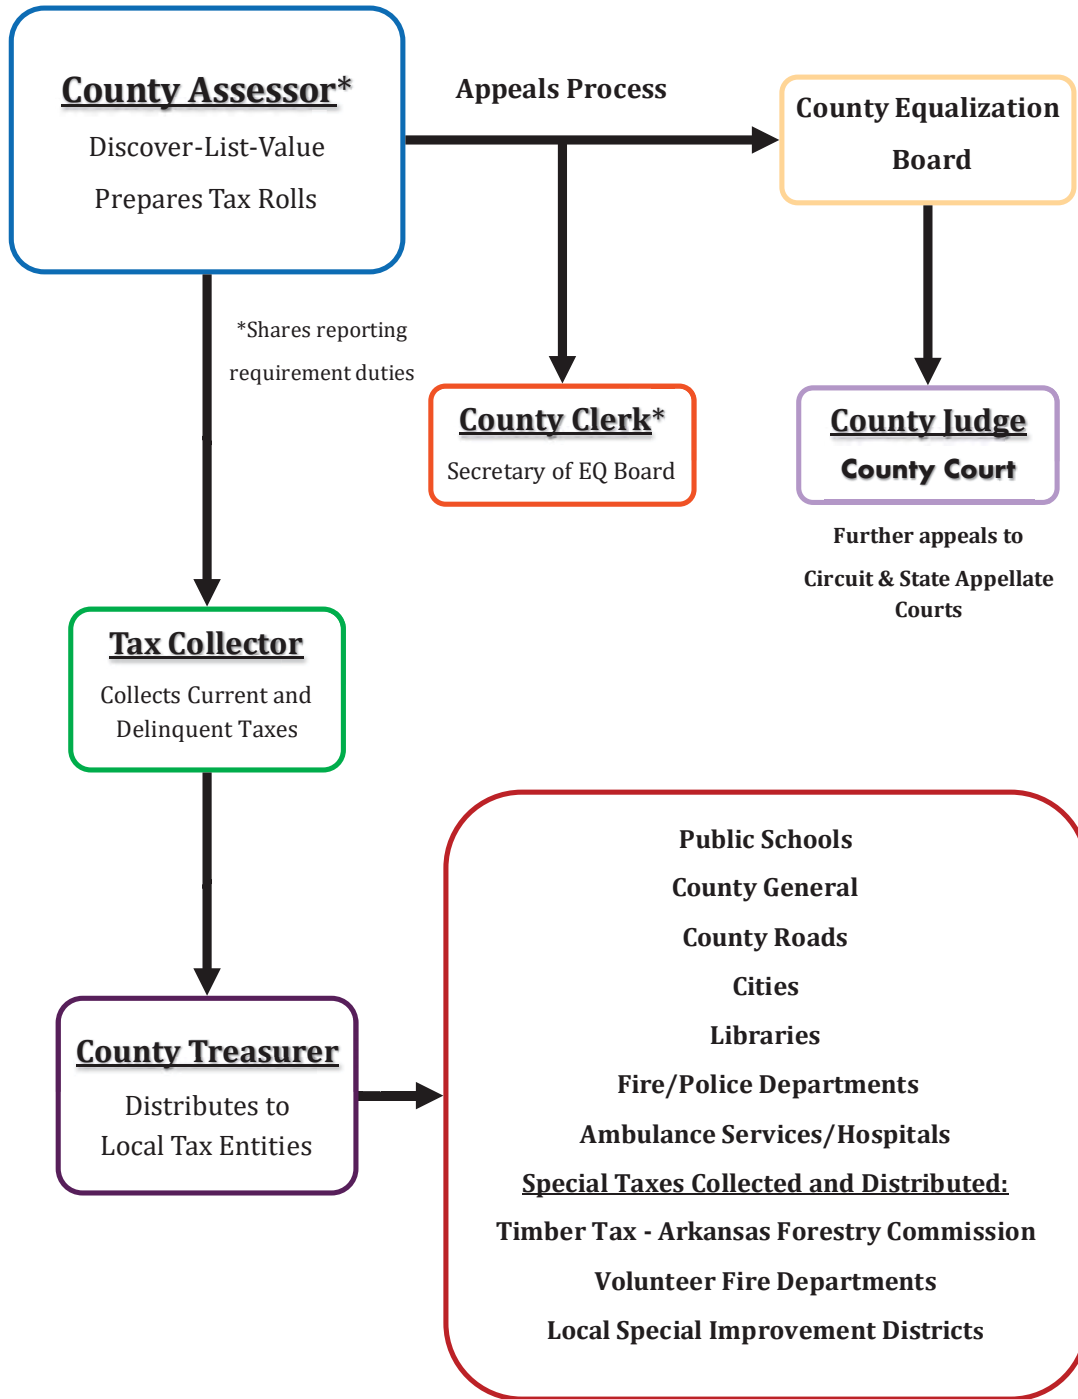 County Assessor*
Discover-List-Value
Prepares Tax Rolls
Appeals Process
County Equalization
Board
*Shares reporting
requirement duties
County Clerk*
Secretary of EQ Board
County Judge
County Court
Further appeals to
Circuit & State Appellate
Courts
Tax Collector
Collects Current and
Delinquent Taxes
County Treasurer
Distributes to
Local Tax Entities
Public Schools
County General
County Roads
Cities
Libraries
Fire/Police Departments
Ambulance Services/Hospitals
Special Taxes Collected and Distributed:
Timber Tax - Arkansas Forestry Commission
Volunteer Fire Departments
Local Special Improvement Districts